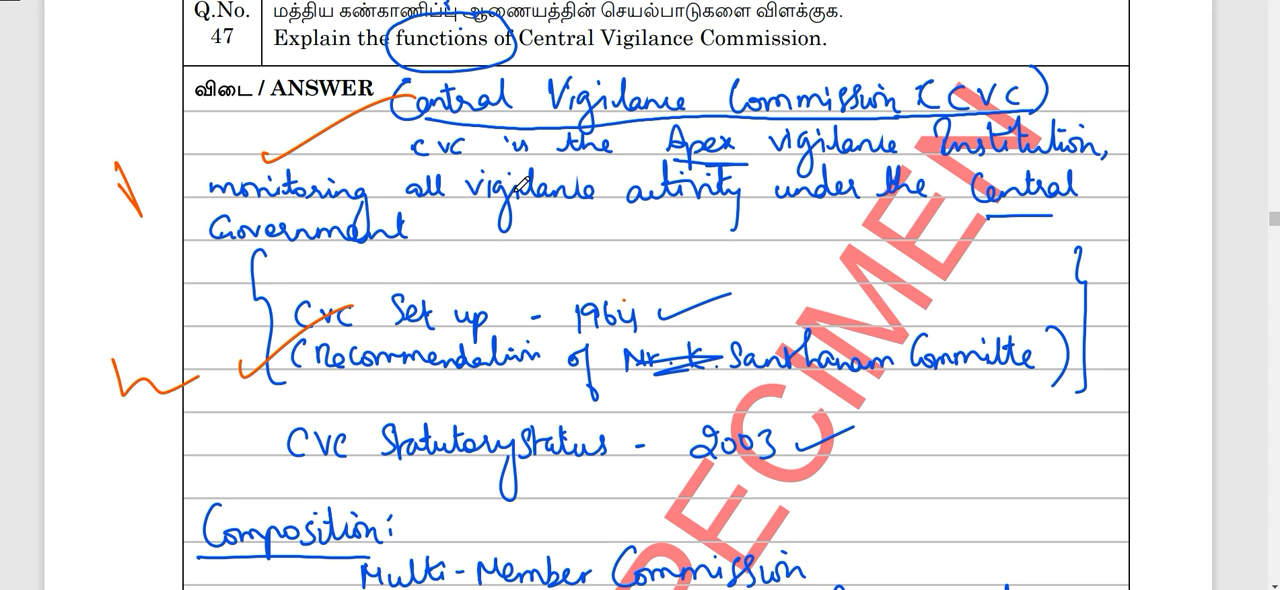 Q.No. மத்திய கண்காணிப்பு ஆணையத்தின் செயல்பாடுகளை விளக்குக.
47 Explain the functions of Central Vigilance Commission.
விடை / ANSWER Central Vigilance Commission (CVC)
CVC is the Apex vigilance Institution,
monitoring all vigilance activity under the Central
Government
CVC Set up - 1964
(Recommendation of Santhanam Committe)
CVC Statutory Status - 2003
Composition:
Multi-Member Commission
SPECIMEN